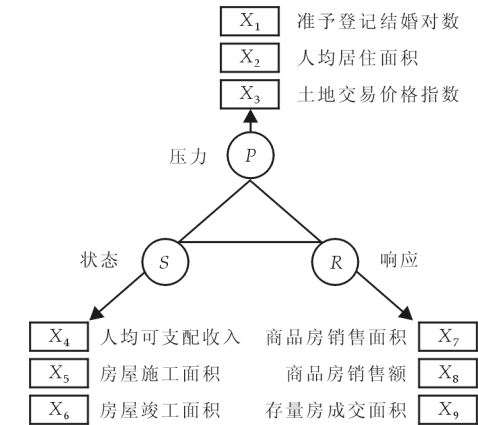 X1 准予登记结婚对数
X2 人均居住面积
X3 土地交易价格指数
压力 P
状态 S R 响应
X4 人均可支配收入 商品房销售面积 X7
X5 房屋施工面积 商品房销售额 X8
X6 房屋竣工面积 存量房成交面积 X9